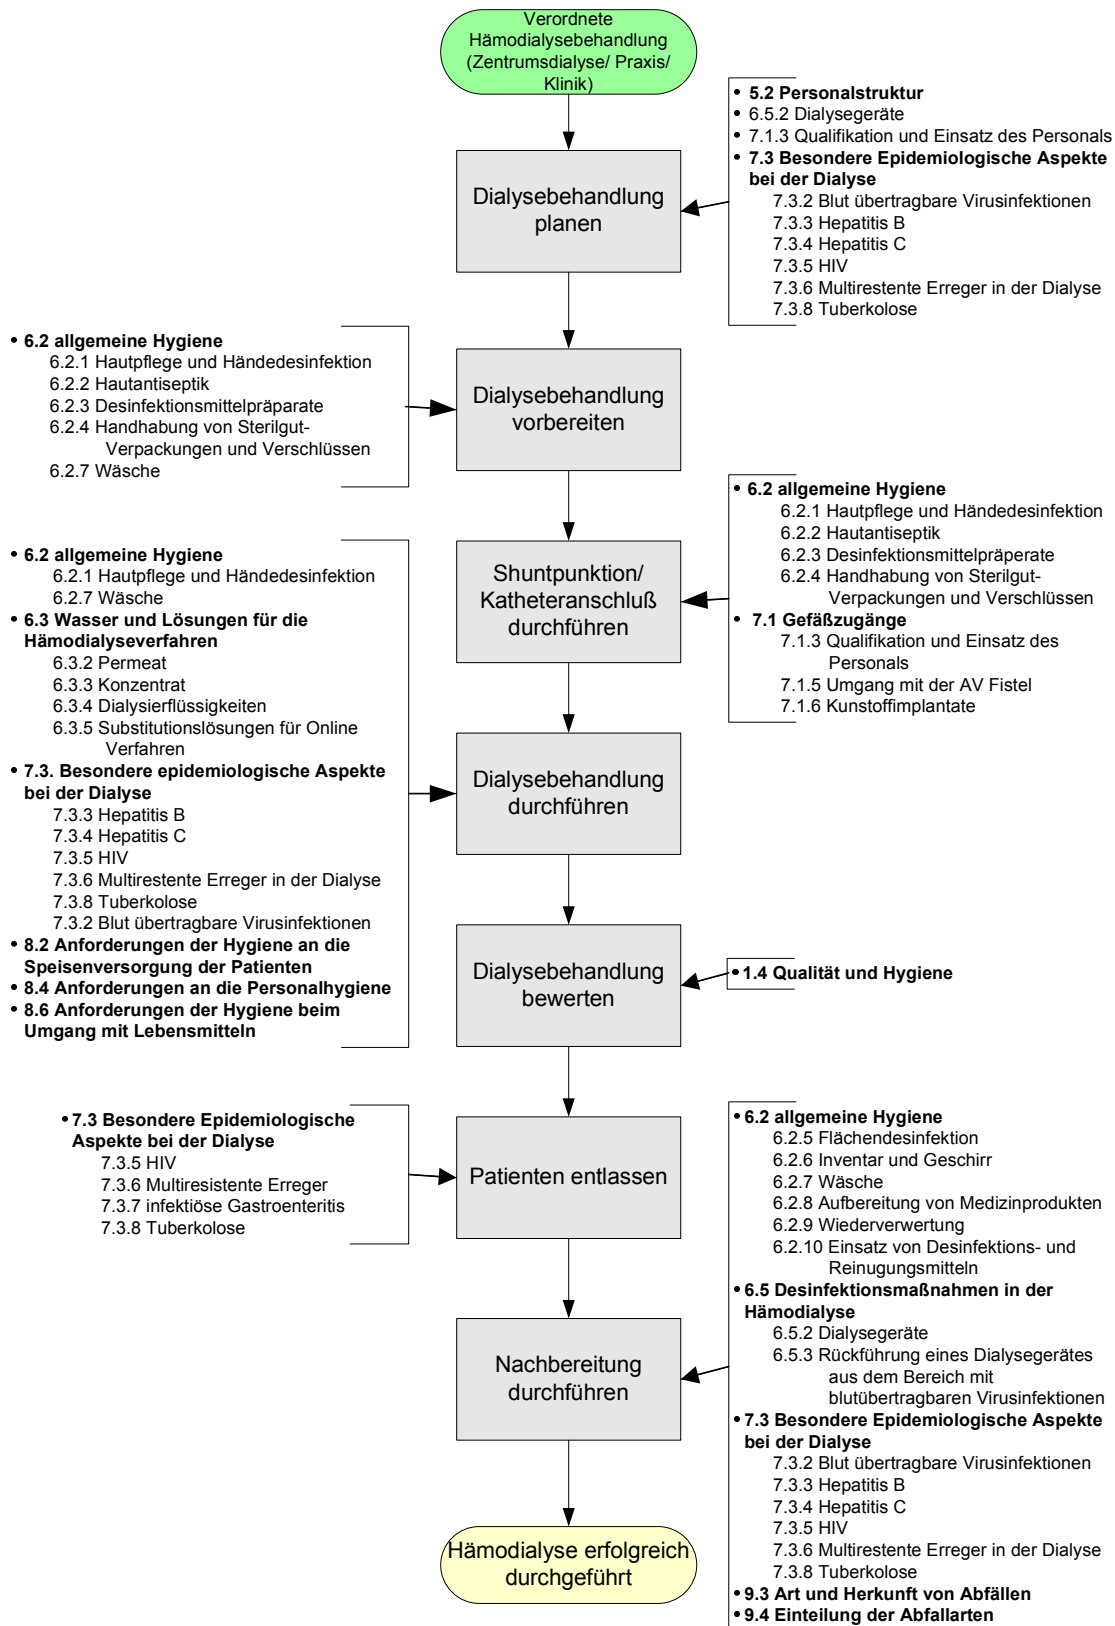 Verordnete
Hämodialysebehandlung
(Zentrumsdialyse/ Praxis/
Klinik)
• 5.2 Personalstruktur
• 6.5.2 Dialysegeräte
• 7.1.3 Qualifikation und Einsatz des Personals
• 7.3 Besondere Epidemiologische Aspekte
bei der Dialyse
7.3.2 Blut übertragbare Virusinfektionen
7.3.3 Hepatitis B
7.3.4 Hepatitis C
7.3.5 HIV
7.3.6 Multirestente Erreger in der Dialyse
7.3.8 Tuberkolose
Dialysebehandlung
planen
• 6.2 allgemeine Hygiene
6.2.1 Hautpflege und Händedesinfektion
6.2.2 Hautantiseptik
6.2.3 Desinfektionsmittelpräparate
6.2.4 Handhabung von Sterilgut-
Verpackungen und Verschlüssen
6.2.7 Wäsche
Dialysebehandlung
vorbereiten
• 6.2 allgemeine Hygiene
6.2.1 Hautpflege und Händedesinfektion
6.2.2 Hautantiseptik
6.2.3 Desinfektionsmittelpräperate
6.2.4 Handhabung von Sterilgut-
Verpackungen und Verschlüssen
• 7.1 Gefäßzugänge
7.1.3 Qualifikation und Einsatz des
Personals
7.1.5 Umgang mit der AV Fistel
7.1.6 Kunstoffimplantate
Shuntpunktion/
Katheteranschluß
durchführen
• 6.2 allgemeine Hygiene
6.2.1 Hautpflege und Händedesinfektion
6.2.7 Wäsche
• 6.3 Wasser und Lösungen für die
Hämodialyseverfahren
6.3.2 Permeat
6.3.3 Konzentrat
6.3.4 Dialysierflüssigkeiten
6.3.5 Substitutionslösungen für Online
Verfahren
• 7.3. Besondere epidemiologische Aspekte
bei der Dialyse
7.3.3 Hepatitis B
7.3.4 Hepatitis C
7.3.5 HIV
7.3.6 Multirestente Erreger in der Dialyse
7.3.8 Tuberkolose
7.3.2 Blut übertragbare Virusinfektionen
• 8.2 Anforderungen der Hygiene an die
Speisenversorgung der Patienten
• 8.4 Anforderungen an die Personalhygiene
• 8.6 Anforderungen der Hygiene beim
Umgang mit Lebensmitteln
Dialysebehandlung
durchführen
Dialysebehandlung
bewerten
• 1.4 Qualität und Hygiene
• 7.3 Besondere Epidemiologische
Aspekte bei der Dialyse
7.3.5 HIV
7.3.6 Multiresistente Erreger
7.3.7 infektiöse Gastroenteritis
7.3.8 Tuberkolose
Patienten entlassen
• 6.2 allgemeine Hygiene
6.2.5 Flächendesinfektion
6.2.6 Inventar und Geschirr
6.2.7 Wäsche
6.2.8 Aufbereitung von Medizinprodukten
6.2.9 Wiederverwertung
6.2.10 Einsatz von Desinfektions- und
Reinugungsmitteln
• 6.5 Desinfektionsmaßnahmen in der
Hämodialyse
6.5.2 Dialysegeräte
6.5.3 Rückführung eines Dialysegerätes
aus dem Bereich mit
blutübertragbaren Virusinfektionen
• 7.3 Besondere Epidemiologische Aspekte
bei der Dialyse
7.3.2 Blut übertragbare Virusinfektionen
7.3.3 Hepatitis B
7.3.4 Hepatitis C
7.3.5 HIV
7.3.6 Multirestente Erreger in der Dialyse
7.3.8 Tuberkolose
• 9.3 Art und Herkunft von Abfällen
• 9.4 Einteilung der Abfallarten
Nachbereitung
durchführen
Hämodialyse erfolgreich
durchgeführt